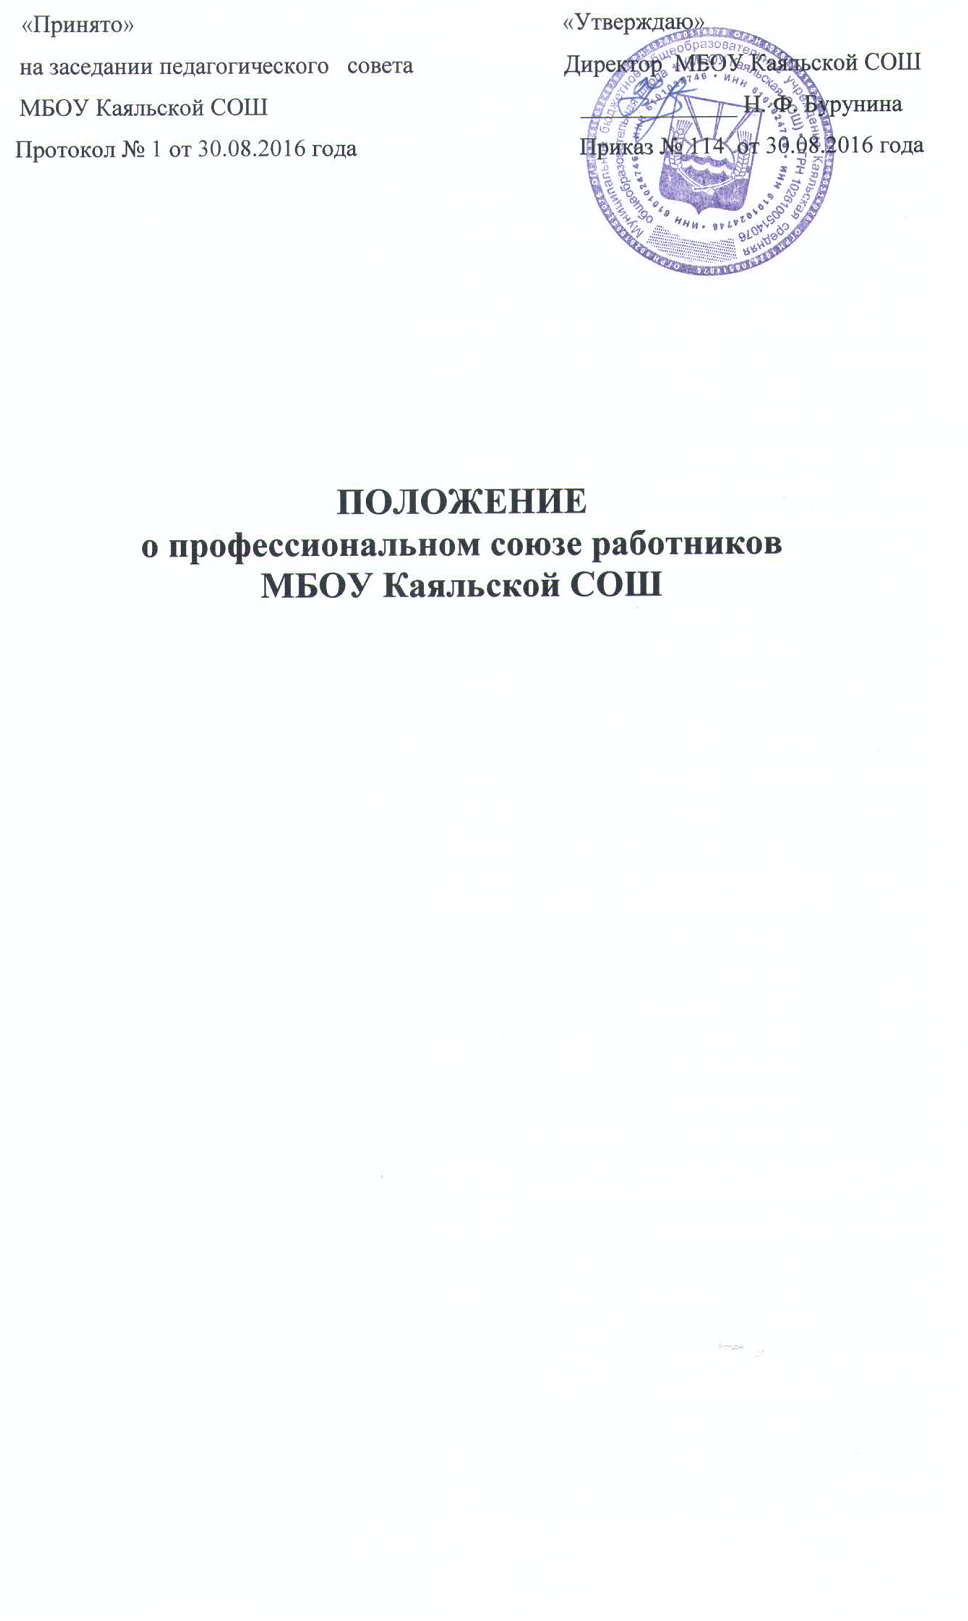 «Принято»
на заседании педагогического совета
МБОУ Каяльской СОШ
Протокол № 1 от 30.08.2016 года
«Утверждаю»
Директор МБОУ Каяльской СОШ
Н. Ф. Бурунина
Приказ № 114 от 30.08.2016 года
ПОЛОЖЕНИЕ
о профессиональном союзе работников
МБОУ Каяльской СОШ